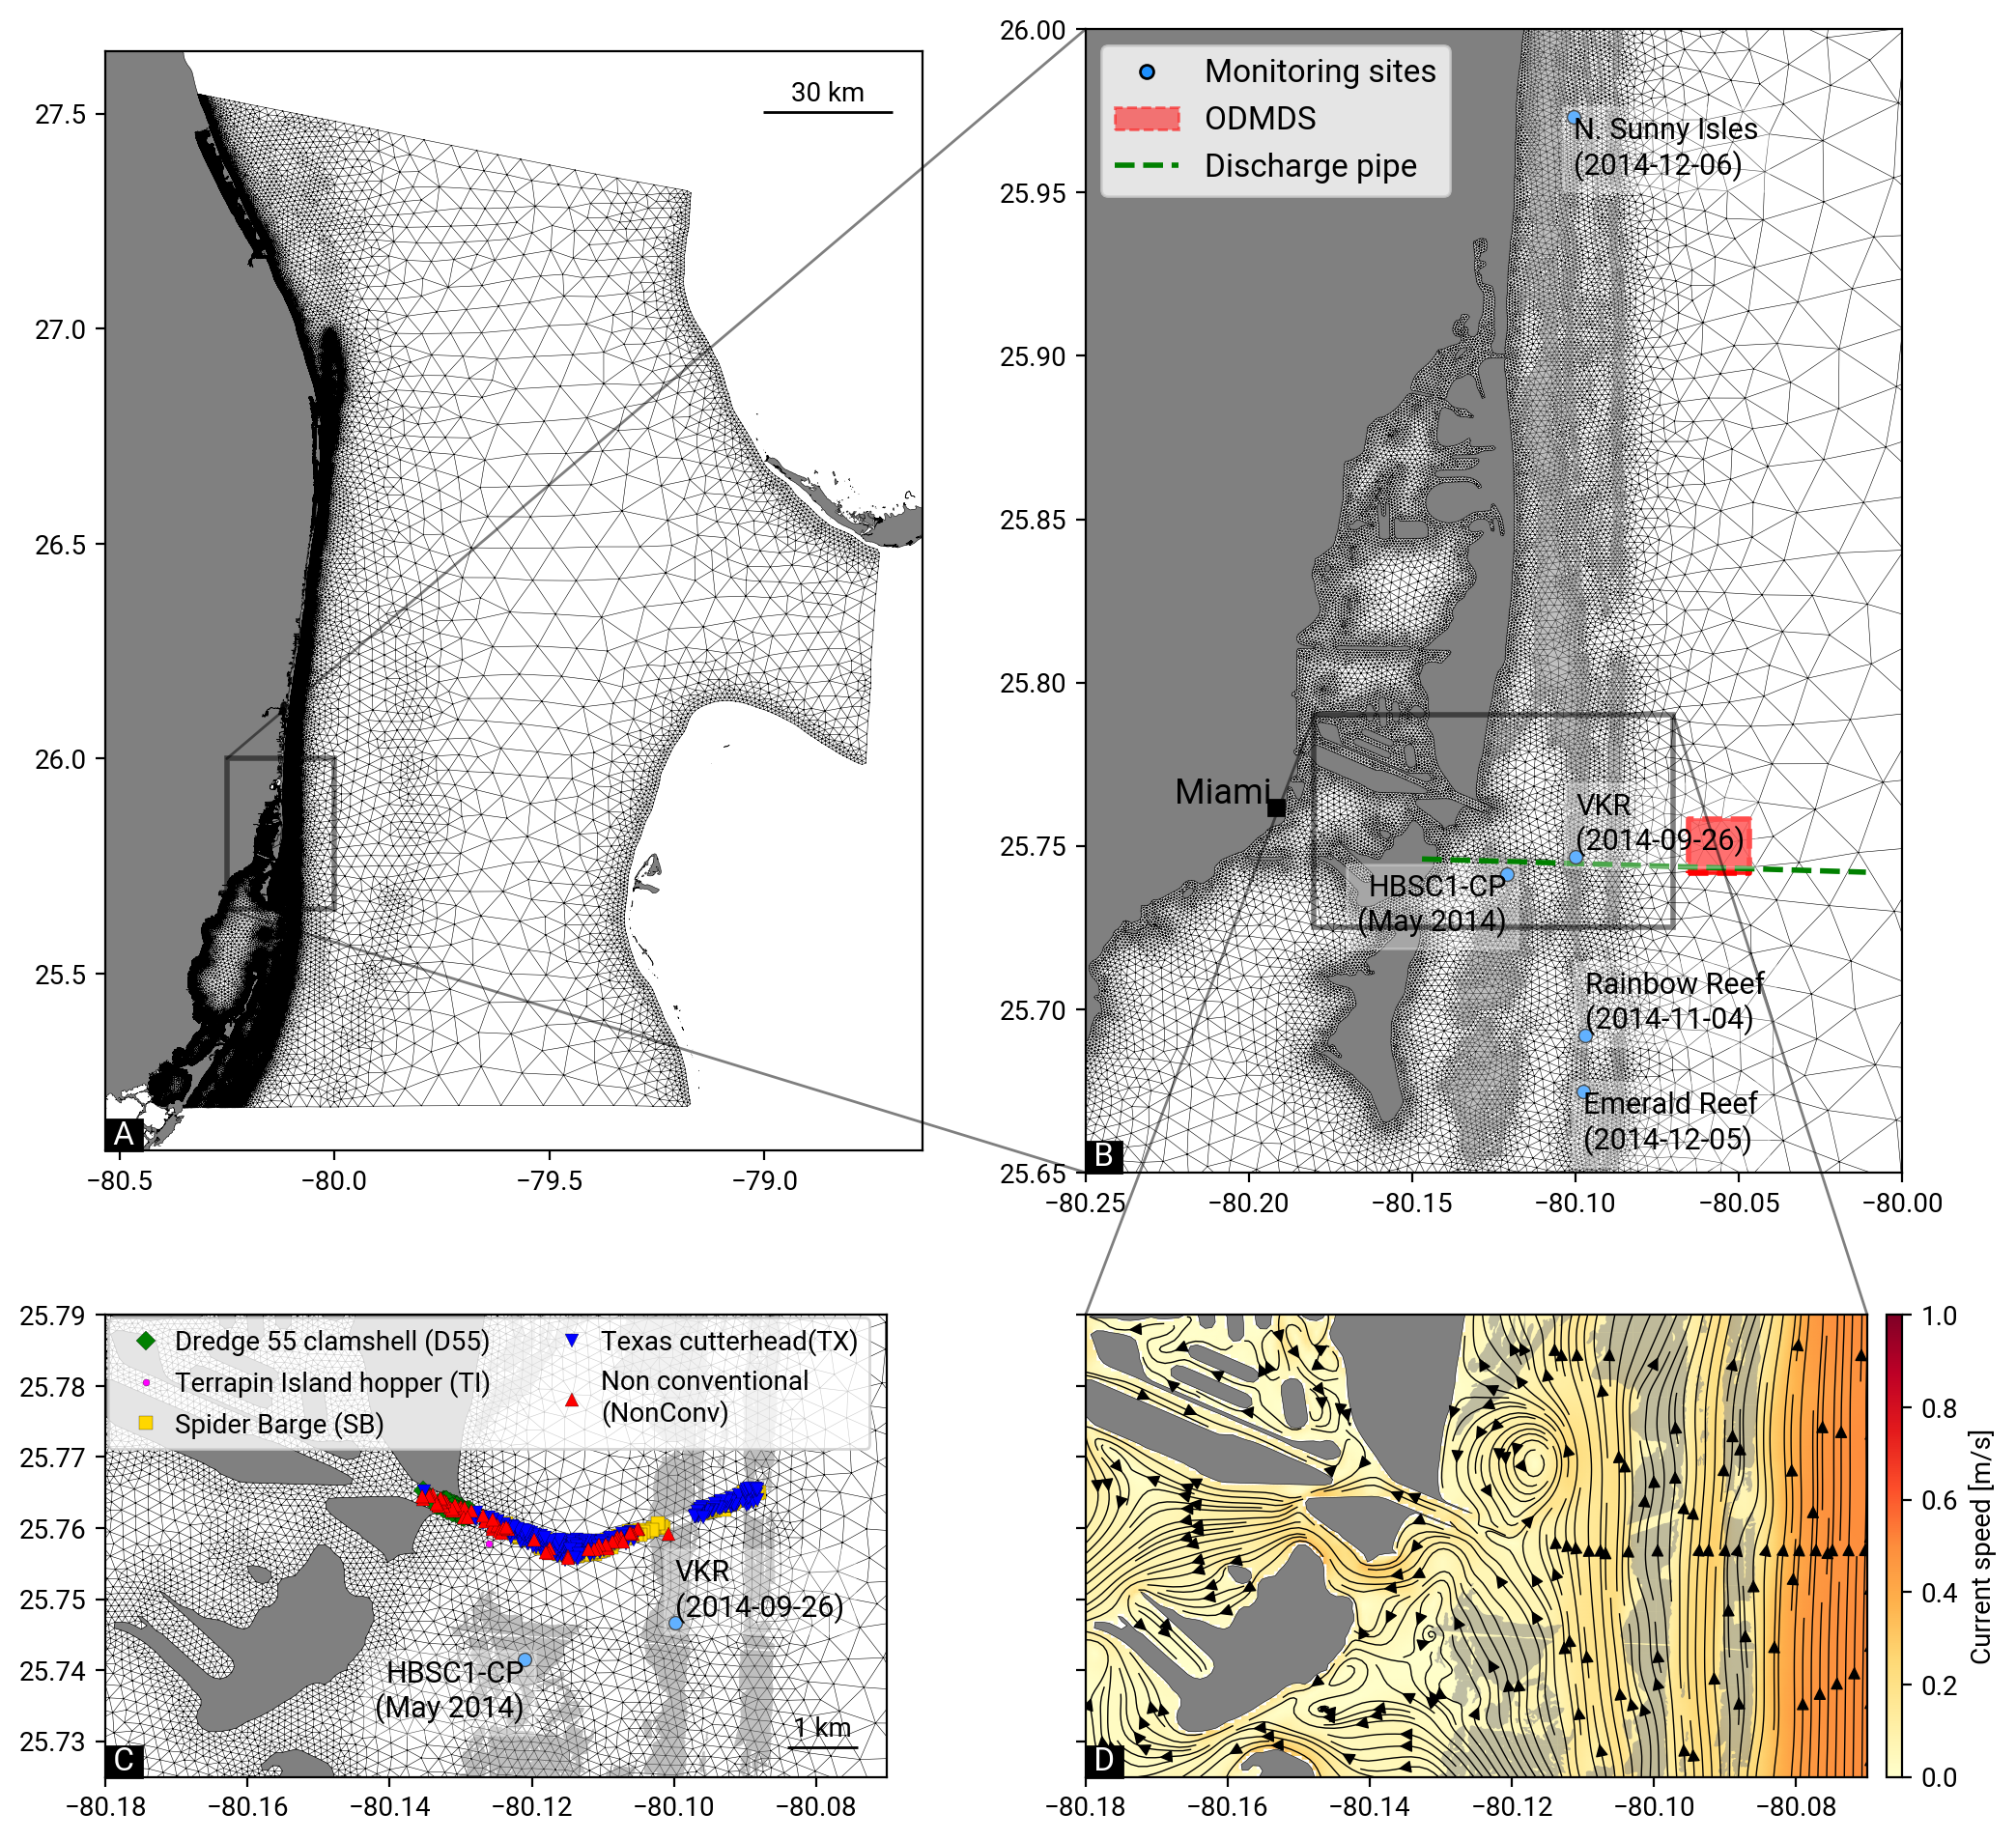 30 km
27.5
27.0
26.5
26.0
25.5
A
−80.5
−80.0
−79.5
−79.0
26.00
25.95
25.90
25.85
25.80
25.75
25.70
25.65
Monitoring sites
ODMDS
Discharge pipe
N. Sunny Isles
(2014-12-06)
Miami
VKR
(2014-09-26)
HBSC1-CP
(May 2014)
Rainbow Reef
(2014-11-04)
Emerald Reef
(2014-12-05)
B
−80.25
−80.20
−80.15
−80.10
−80.05
−80.00
25.79
25.78
25.77
25.76
25.75
25.74
25.73
Dredge 55 clamshell (D55)
Terrapin Island hopper (TI)
Spider Barge (SB)
Texas cutterhead(TX)
Non conventional
(NonConv)
VKR
(2014-09-26)
HBSC1-CP
(May 2014)
1 km
C
−80.18
−80.16
−80.14
−80.12
−80.10
−80.08
D
−80.18
−80.16
−80.14
−80.12
−80.10
−80.08
1.0
0.8
0.6
0.4
0.2
0.0
Current speed [m/s]